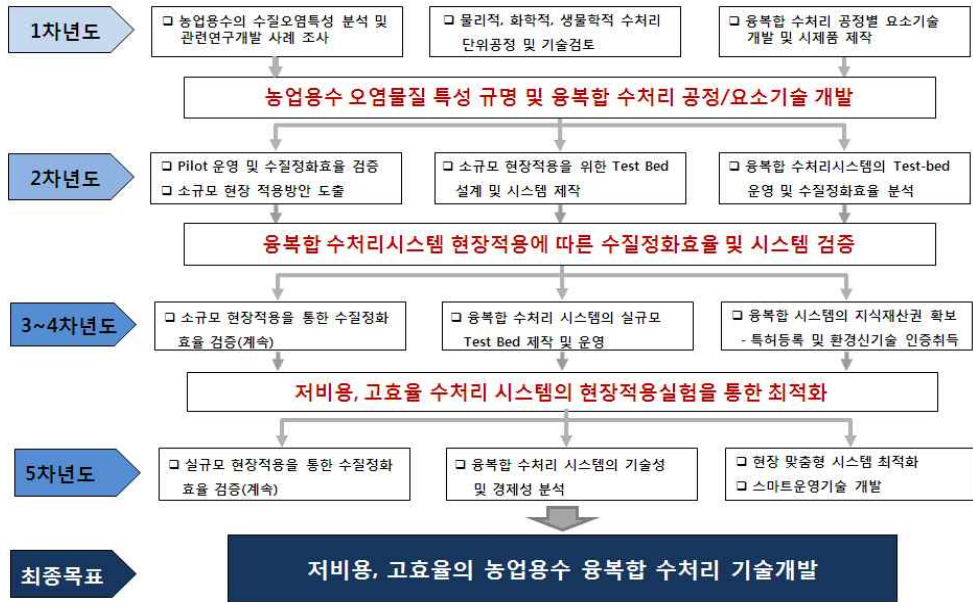 1차년도
❑ 농업용수의 수질오염특성 분석 및
관련연구개발 사례 조사
❑ 물리적, 화학적, 생물학적 수처리
단위공정 및 기술검토
❑ 융복합 수처리 공정별 요소기술
개발 및 시제품 제작
농업용수 오염물질 특성 규명 및 융복합 수처리 공정/요소기술 개발
2차년도
❑ Pilot 운영 및 수질정화효율 검증
❑ 소규모 현장 적용방안 도출
❑ 소규모 현장적용을 위한 Test Bed
설계 및 시스템 제작
❑ 융복합 수처리시스템의 Test-bed
운영 및 수질정화효율 분석
융복합 수처리시스템 현장적용에 따른 수질정화효율 및 시스템 검증
3~4차년도
❑ 소규모 현장적용을 통한 수질정화
효율 검증(계속)
❑ 융복합 수처리 시스템의 실규모
Test Bed 제작 및 운영
❑ 융복합 시스템의 지식재산권 확보
- 특허등록 및 환경신기술 인증취득
저비용, 고효율 수처리 시스템의 현장적용실험을 통한 최적화
5차년도
❑ 실규모 현장적용을 통한 수질정화
효율 검증(계속)
❑ 융복합 수처리 시스템의 기술성
및 경제성 분석
❑ 현장 맞춤형 시스템 최적화
❑ 스마트운영기술 개발
최종목표
저비용, 고효율의 농업용수 융복합 수처리 기술개발